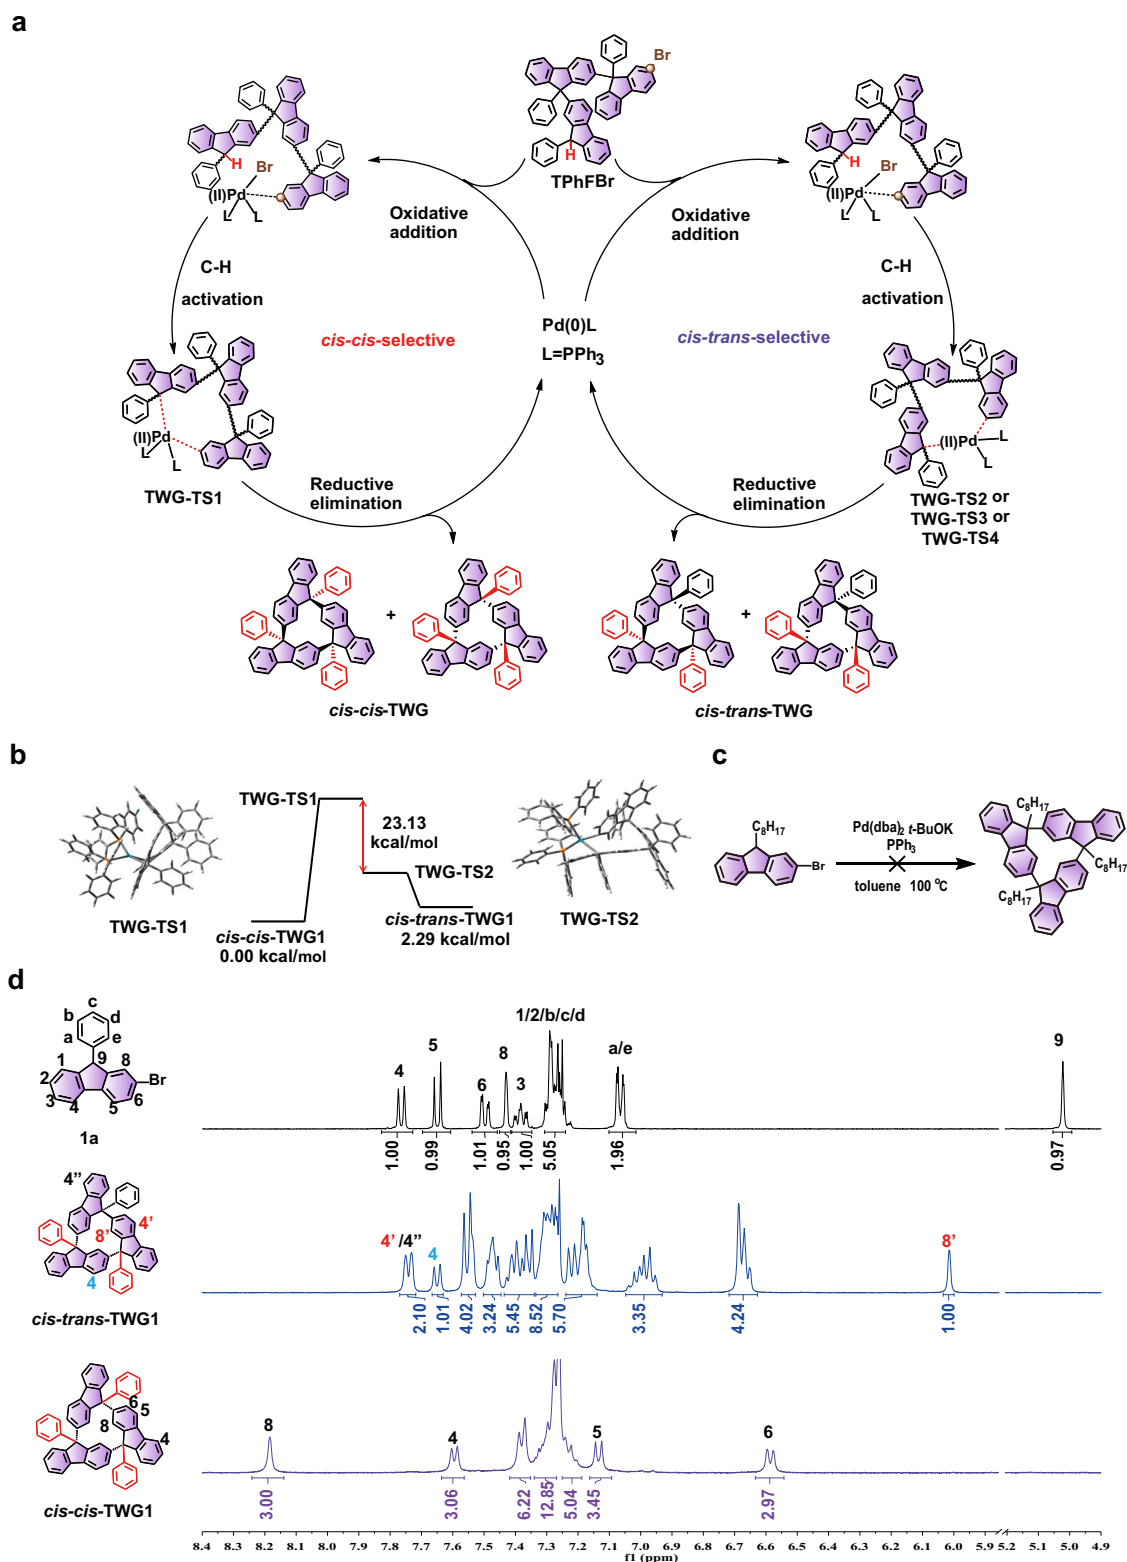 a
Br
H
TPhFBr
H
Br
(II)Pd
L
L
Oxidative
addition
Oxidative
addition
H
Br
(II)Pd
L
L
C-H
activation
C-H
activation
cis-cis-selective
Pd(0)L
L=PPh3
cis-trans-selective
(II)Pd
L
L
TWG-TS1
(II)Pd
L
L
TWG-TS2 or
TWG-TS3 or
TWG-TS4
Reductive
elimination
Reductive
elimination
+
+
cis-cis-TWG
cis-trans-TWG
b
TWG-TS1
TWG-TS1
23.13
kcal/mol
TWG-TS2
cis-cis-TWG1
0.00 kcal/mol
cis-trans-TWG1
2.29 kcal/mol
TWG-TS2
c
C8H17
Br
Pd(dba)2 t-BuOK
PPh3
toluene 100 °C
C8H17
C8H17
C8H17
d
c
b d
a e
1 9 8
2 Br
3 4 5 6
1a
4 5 6 8 3 1/2/b/c/d a/e 9
1.00 0.99 1.01 0.95 1.00 5.05 1.96 0.97
4''
4'
8'
4
cis-trans-TWG1
4'/4'' 4 8'
2.10 1.01 4.02 3.24 5.45 8.52 5.70 3.35 4.24 1.00
6
5
8
4
cis-cis-TWG1
8 4 5 6
3.00 3.06 6.22 12.85 5.04 3.45 2.97
8.4 8.3 8.2 8.1 8.0 7.9 7.8 7.7 7.6 7.5 7.4 7.3 7.2 7.1 7.0 6.9 6.8 6.7 6.6 6.5 6.4 6.3 6.2 6.1 6.0 5.9 5.2 5.1 5.0 4.9
f1 (ppm)